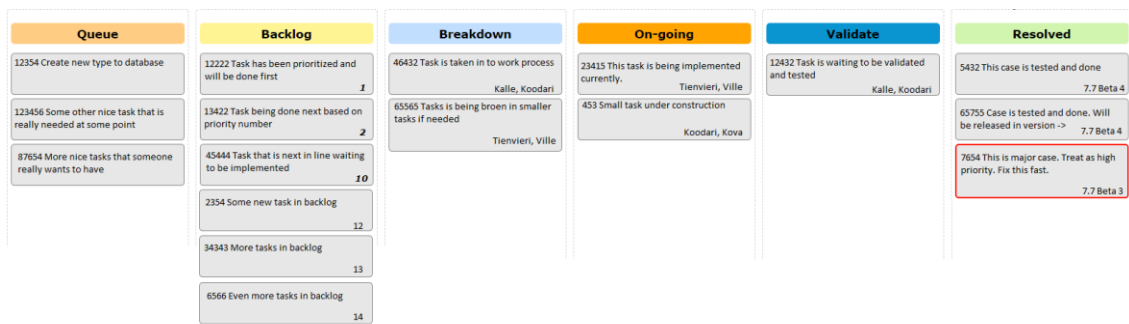 Queue
12354 Create new type to database
123456 Some other nice task that is
really needed at some point
87654 More nice tasks that someone
really wants to have
Backlog
12222 Task has been prioritized and
will be done first
1
13422 Task being done next based on
priority number
2
45444 Task that is next in line waiting
to be implemented
10
2354 Some new task in backlog
12
34343 More tasks in backlog
13
6566 Even more tasks in backlog
14
Breakdown
46432 Task is taken in to work process
Kalle, Koodari
65565 Tasks is being broen in smaller
tasks if needed
Tienvieri, Ville
On-going
23415 This task is being implemented
currently.
Tienvieri, Ville
453 Small task under construction
Koodari, Kova
Validate
12432 Task is waiting to be validated
and tested
Kalle, Koodari
Resolved
5432 This case is tested and done
7.7 Beta 4
65755 Case is tested and done. Will
be released in version ->
7.7 Beta 4
7654 This is major case. Treat as high
priority. Fix this fast.
7.7 Beta 3